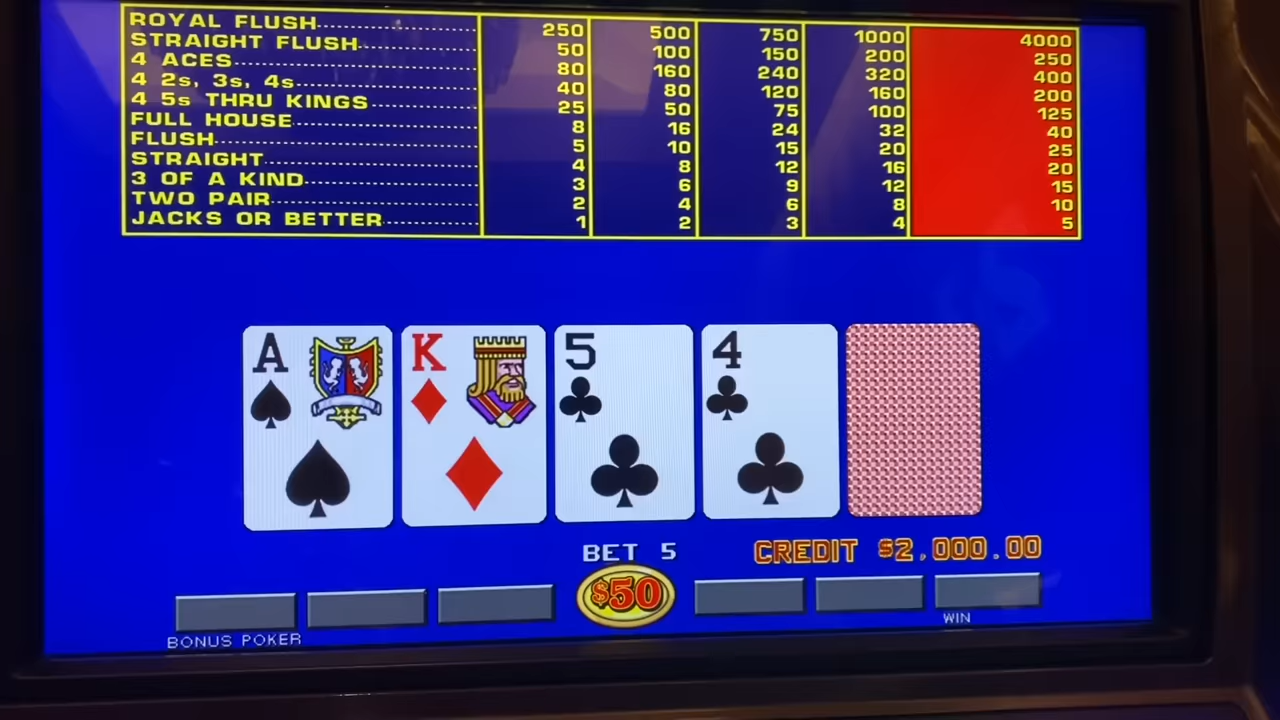 ROYAL FLUSH 250 500 750 1000 4000
STRAIGHT FLUSH 50 100 150 200 250
4 ACES 80 160 240 320 400
4 2s, 3s, 4s 40 80 120 160 200
4 5s THRU KINGS 25 50 75 100 125
FULL HOUSE 8 16 24 32 40
FLUSH 5 10 15 20 25
STRAIGHT 4 8 12 16 20
3 OF A KIND 3 6 9 12 15
TWO PAIR 2 4 6 8 10
JACKS OR BETTER 1 2 3 4 5
A K 5 4
BET 5 CREDIT $2,000.00
$50
WIN
BONUS POKER